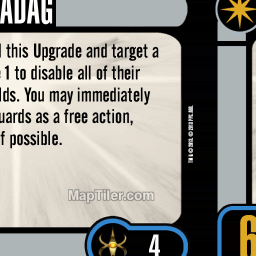 ADAG
this Upgrade and target a
1 to disable all of their
lds. You may immediately
uards as a free action,
f possible.
MapTiler.com
4
6